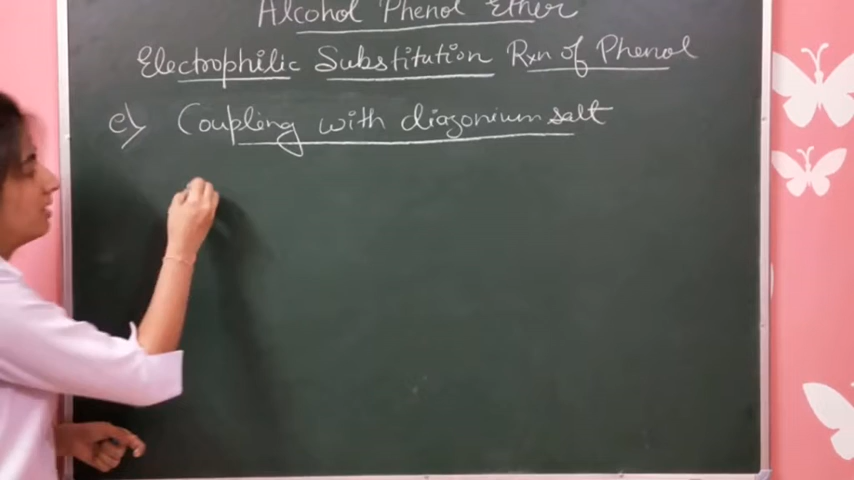 Alcohol Phenol Ether
Electrophilic Substitution Rxn of Phenol
e) Coupling with diazonium salt